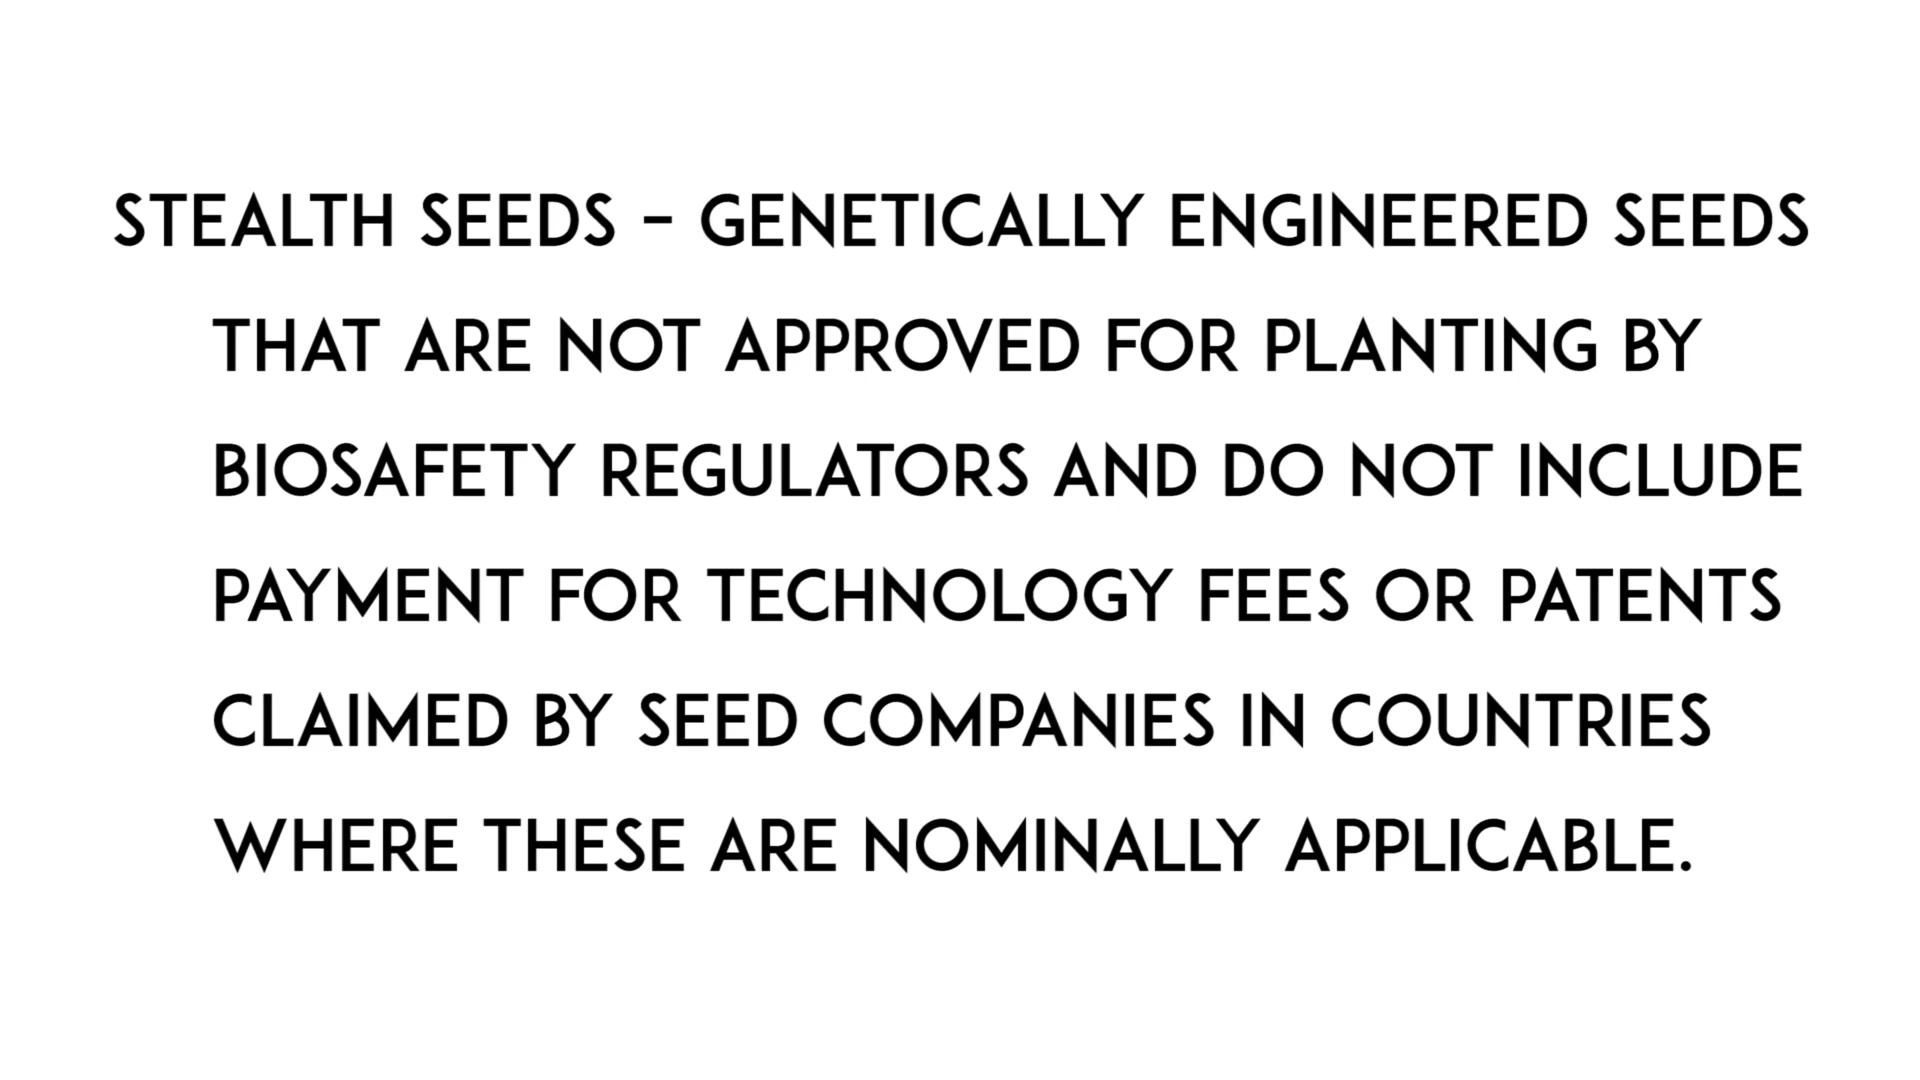 STEALTH SEEDS - GENETICALLY ENGINEERED SEEDS
THAT ARE NOT APPROVED FOR PLANTING BY
BIOSAFETY REGULATORS AND DO NOT INCLUDE
PAYMENT FOR TECHNOLOGY FEES OR PATENTS
CLAIMED BY SEED COMPANIES IN COUNTRIES
WHERE THESE ARE NOMINALLY APPLICABLE.